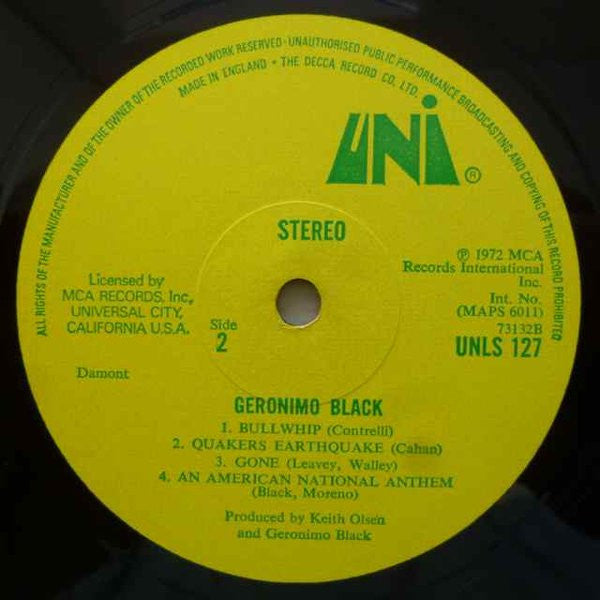 ALL RIGHTS OF THE MANUFACTURER AND OF THE OWNER OF THE RECORDED WORK RESERVED·UNAUTHORISED PUBLIC PERFORMANCE BROADCASTING AND COPYING OF THIS RECORD PROHIBITED
MADE IN ENGLAND • THE DECCA RECORD CO. LTD.
UNI ®
STEREO
℗ 1972 MCA
Records International
Inc.
Int. No.
(MAPS 6011)
73132B
UNLS 127
Licensed by
MCA RECORDS, Inc,
UNIVERSAL CITY,
CALIFORNIA U.S.A.
Side
2
Damont
GERONIMO BLACK
1. BULLWHIP (Contrelli)
2. QUAKERS EARTHQUAKE (Cahan)
3. GONE (Leavey, Walley)
4. AN AMERICAN NATIONAL ANTHEM
(Black, Moreno)
Produced by Keith Olsen
and Geronimo Black